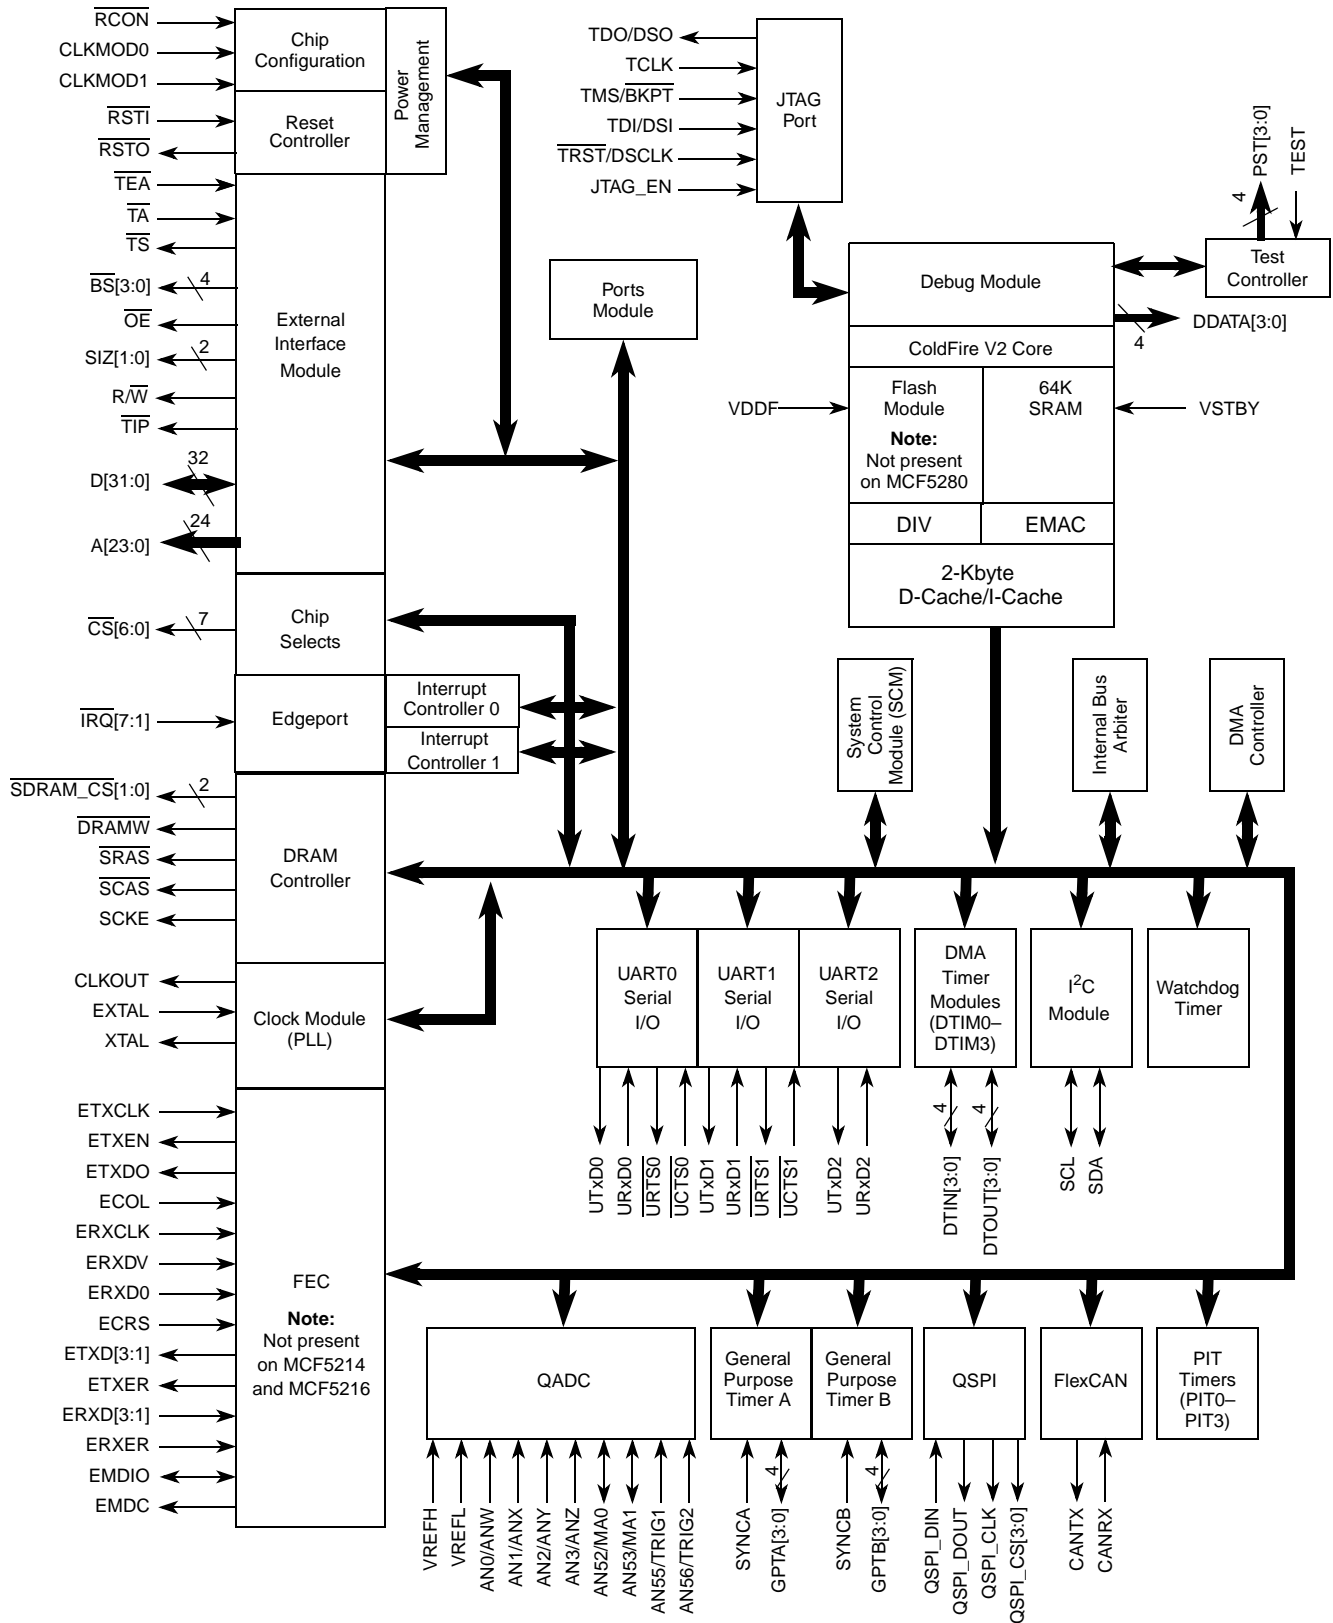 RCON
CLKMOD0
CLKMOD1
RSTI
RSTO
TEA
TA
TS
BS[3:0]
4
OE
SIZ[1:0]
2
R/W
TIP
D[31:0]
32
A[23:0]
24
CS[6:0]
7
IRQ[7:1]
SDRAM_CS[1:0]
2
DRAMW
SRAS
SCAS
SCKE
CLKOUT
EXTAL
XTAL
ETXCLK
ETXEN
ETXDO
ECOL
ERXCLK
ERXDV
ERXD0
ECRS
ETXD[3:1]
ETXER
ERXD[3:1]
ERXER
EMDIO
EMDC
Chip
Configuration
Reset
Controller
Power
Management
External
Interface
Module
Chip
Selects
Edgeport
Interrupt
Controller 0
Interrupt
Controller 1
DRAM
Controller
Clock Module
(PLL)
FEC
Note:
Not present
on MCF5214
and MCF5216
Ports
Module
TDO/DSO
TCLK
TMS/BKPT
TDI/DSI
TRST/DSCLK
JTAG_EN
JTAG
Port
PST[3:0]
4
TEST
Test
Controller
Debug Module
DDATA[3:0]
4
ColdFire V2 Core
VDDF
Flash
Module
Note:
Not present
on MCF5280
64K
SRAM
VSTBY
DIV
EMAC
2-Kbyte
D-Cache/I-Cache
System
Control
Module (SCM)
Internal Bus
Arbiter
DMA
Controller
UART0
Serial
I/O
UART1
Serial
I/O
UART2
Serial
I/O
DMA
Timer
Modules
(DTIM0–
DTIM3)
I2C
Module
Watchdog
Timer
UTxD0
URxD0
URTS0
UCTS0
UTxD1
URxD1
URTS1
UCTS1
UTxD2
URxD2
4
DTIN[3:0]
4
DTOUT[3:0]
SCL
SDA
QADC
General
Purpose
Timer A
General
Purpose
Timer B
QSPI
FlexCAN
PIT
Timers
(PIT0–
PIT3)
VREFH
VREFL
AN0/ANW
AN1/ANX
AN2/ANY
AN3/ANZ
AN52/MA0
AN53/MA1
AN55/TRIG1
AN56/TRIG2
SYNCA
4
GPTA[3:0]
SYNCB
4
GPTB[3:0]
QSPI_DIN
QSPI_DOUT
QSPI_CLK
QSPI_CS[3:0]
CANTX
CANRX